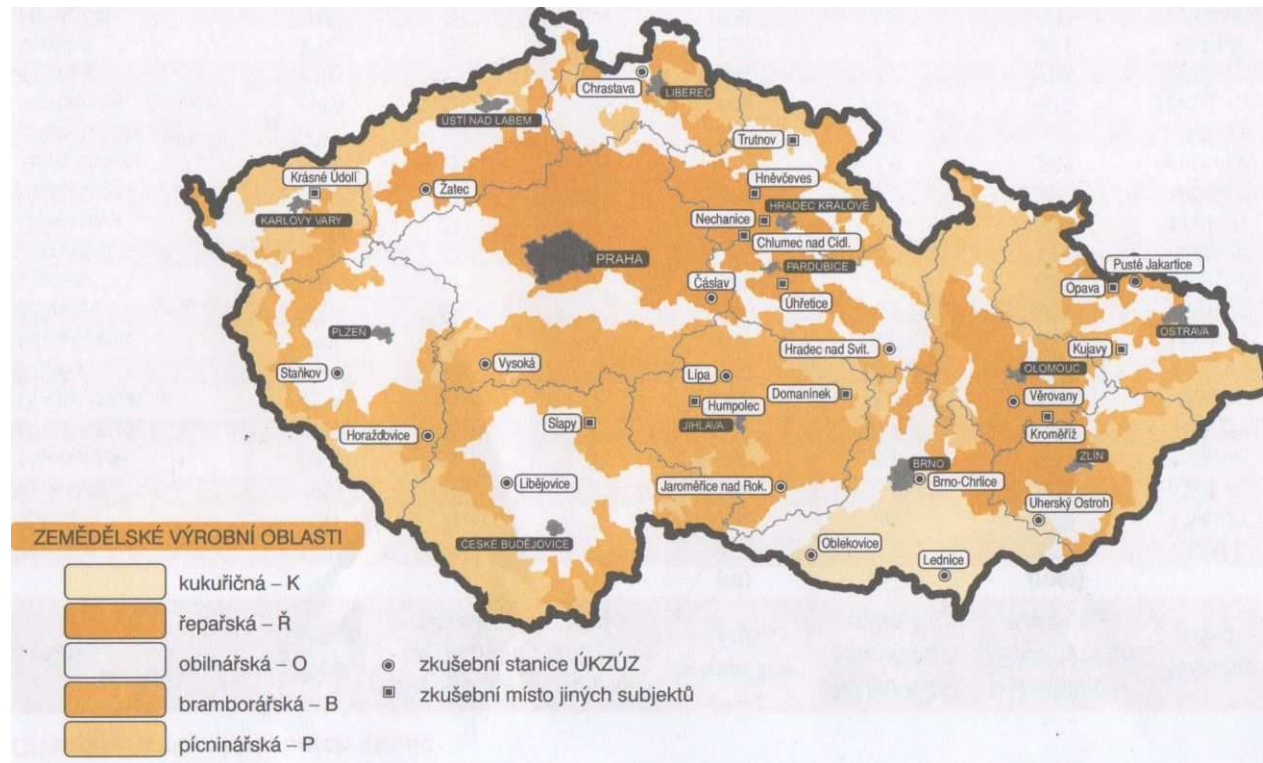 Chrastava
LIBEREC
ÚSTÍ NAD LABEM
Trutnov
Krásné Údolí
Žatec
Hněvčeves
KARLOVY VARY
HRADEC KRÁLOVÉ
Nechanice
Chlumec nad Cidl.
PRAHA
PARDUBICE
Pusté Jakartice
Čáslav
Opava
Úhřetice
OSTRAVA
PLZEŇ
Hradec nad Svit.
Kujavy
Staňkov
Vysoká
Lípa
OLOMOUC
Domanínek
Věrovany
Humpolec
Slapy
JIHLAVA
Kroměříž
Horažďovice
ZLÍN
BRNO
Libějovice
Jaroměřice nad Rok.
Brno-Chrlice
Uherský Ostroh
ČESKÉ BUDĚJOVICE
Oblekovice
Lednice
ZEMĚDĚLSKÉ VÝROBNÍ OBLASTI
kukuřičná – K
řepařská – Ř
obilnářská – O
bramborářská – B
pícninářská – P
zkušební stanice ÚKZÚZ
zkušební místo jiných subjektů